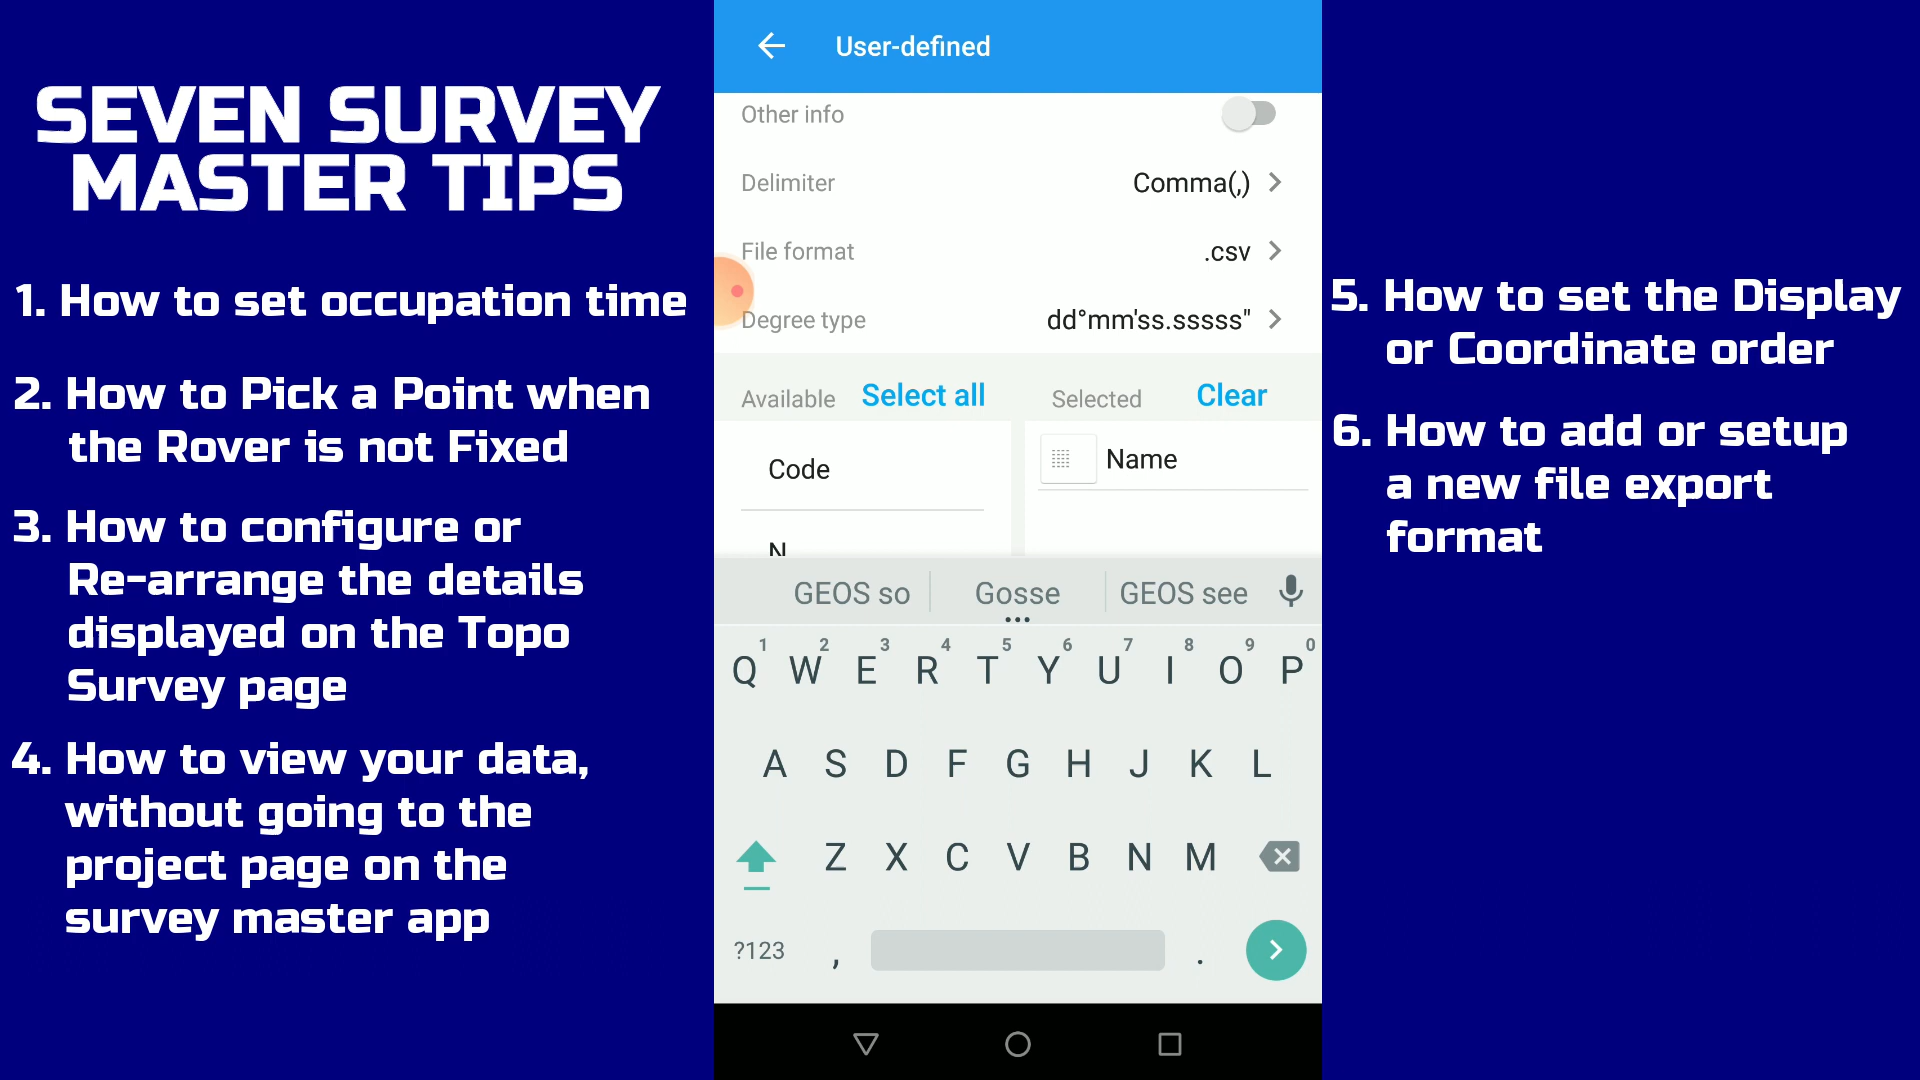 SEVEN SURVEY
MASTER TIPS
1. How to set occupation time
2. How to Pick a Point when
the Rover is not Fixed
3. How to configure or
Re-arrange the details
displayed on the Topo
Survey page
4. How to view your data,
without going to the
project page on the
survey master app
User-defined
Other info
Delimiter Comma(,)
File format .csv
Degree type dd°mm'ss.sssss"
Available Select all Selected Clear
Code Name
N
GEOS so Gosse GEOS see
1 2 3 4 5 6 7 8 9 0
Q W E R T Y U I O P
A S D F G H J K L
Z X C V B N M
?123 , .
5. How to set the Display
or Coordinate order
6. How to add or setup
a new file export
format